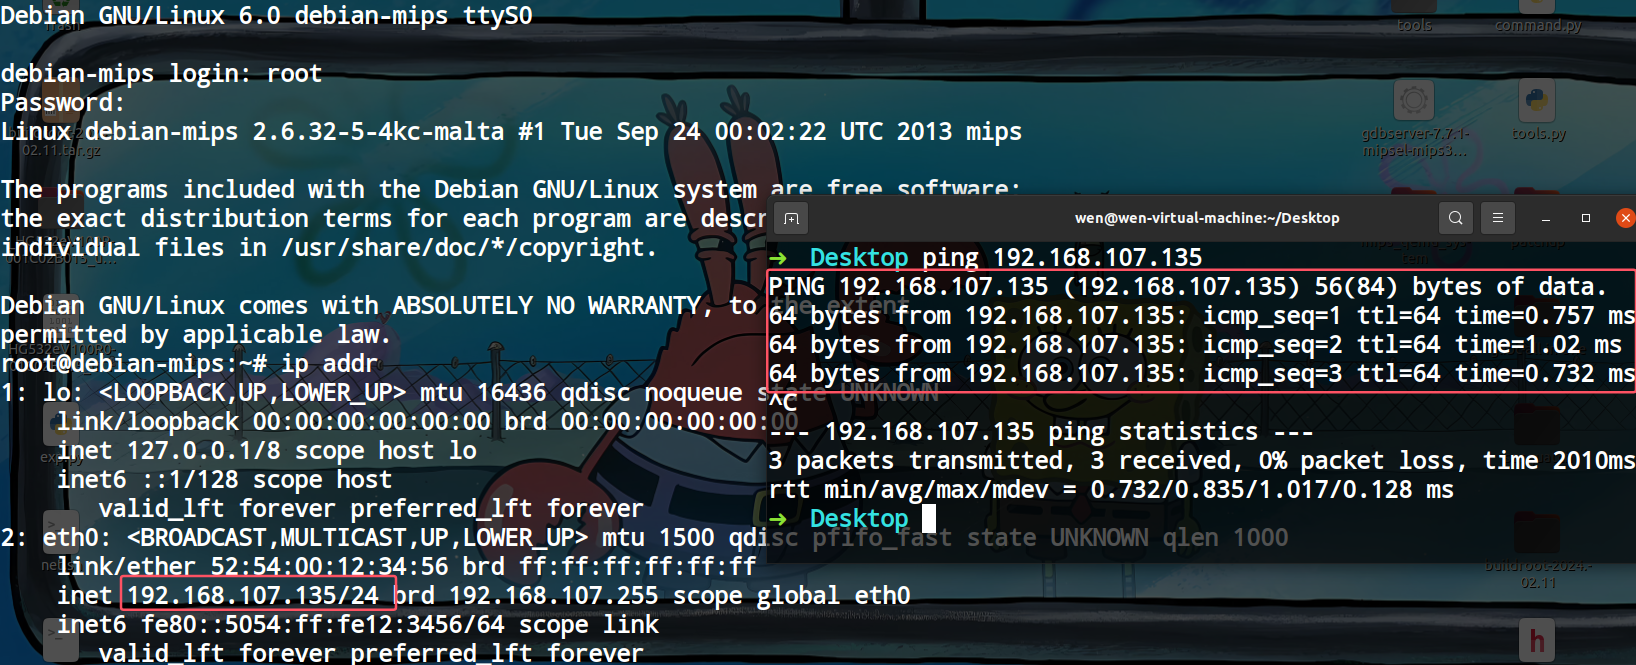 Debian GNU/Linux 6.0 debian-mips ttyS0
debian-mips login: root
Password:
Linux debian-mips 2.6.32-5-4kc-malta #1 Tue Sep 24 00:02:22 UTC 2013 mips
The programs included with the Debian GNU/Linux system are free software;
the exact distribution terms for each program are descr
individual files in /usr/share/doc/*/copyright.
Debian GNU/Linux comes with ABSOLUTELY NO WARRANTY, to the extent
permitted by applicable law.
root@debian-mips:~# ip addr
1: lo: <LOOPBACK,UP,LOWER_UP> mtu 16436 qdisc noqueue state UNKNOWN
link/loopback 00:00:00:00:00:00 brd 00:00:00:00:00:00
inet 127.0.0.1/8 scope host lo
inet6 ::1/128 scope host
valid_lft forever preferred_lft forever
2: eth0: <BROADCAST,MULTICAST,UP,LOWER_UP> mtu 1500 qdisc pfifo_fast state UNKNOWN qlen 1000
link/ether 52:54:00:12:34:56 brd ff:ff:ff:ff:ff:ff
inet 192.168.107.135/24 brd 192.168.107.255 scope global eth0
inet6 fe80::5054:ff:fe12:3456/64 scope link
valid_lft forever preferred_lft forever
wen@wen-virtual-machine:~/Desktop
➜ Desktop ping 192.168.107.135
PING 192.168.107.135 (192.168.107.135) 56(84) bytes of data.
64 bytes from 192.168.107.135: icmp_seq=1 ttl=64 time=0.757 ms
64 bytes from 192.168.107.135: icmp_seq=2 ttl=64 time=1.02 ms
64 bytes from 192.168.107.135: icmp_seq=3 ttl=64 time=0.732 ms
^C
--- 192.168.107.135 ping statistics ---
3 packets transmitted, 3 received, 0% packet loss, time 2010ms
rtt min/avg/max/mdev = 0.732/0.835/1.017/0.128 ms
➜ Desktop
tools
command.py
gdbserver-7.7.1-
mipsel-mips3...
tools.py
buildroot-2024.-
02.11
02.11.tar.gz
h